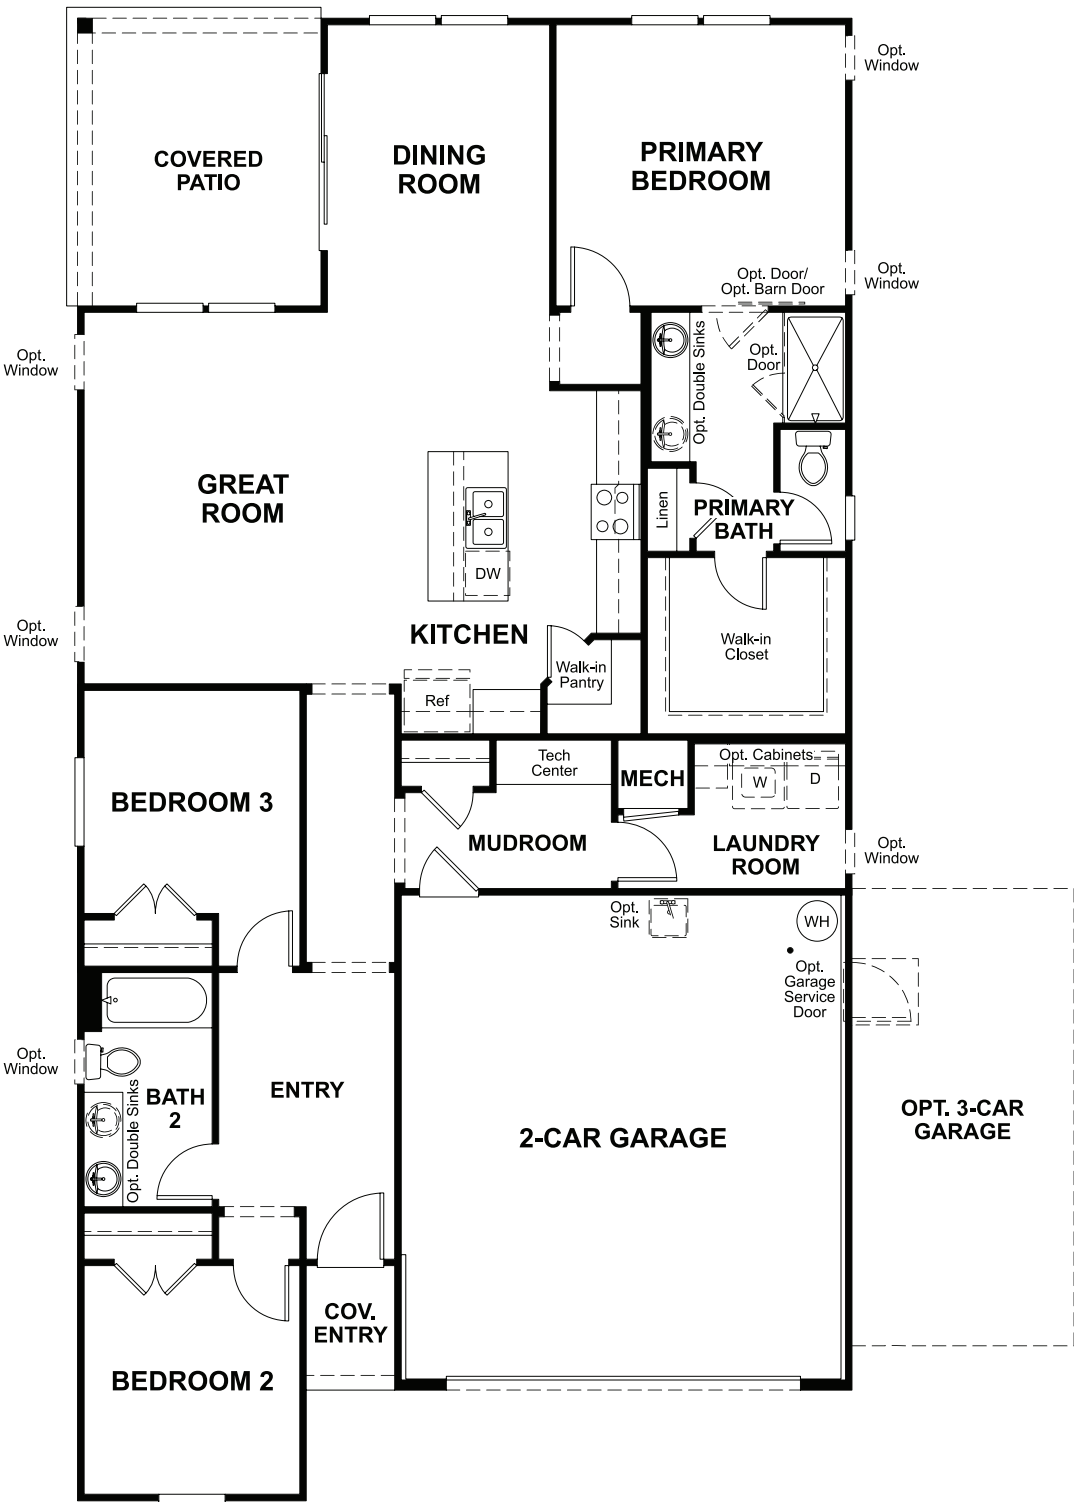 Opt.
Window
COVERED
PATIO
DINING
ROOM
PRIMARY
BEDROOM
Opt.
Window
Opt. Door/
Opt. Barn Door
Opt.
Window
Opt. Double Sinks
Opt.
Door
GREAT
ROOM
Linen
PRIMARY
BATH
DW
Opt.
Window
KITCHEN
Walk-in
Closet
Walk-in
Pantry
Ref
Tech
Center
MECH
Opt. Cabinets
W
D
BEDROOM 3
MUDROOM
LAUNDRY
ROOM
Opt.
Window
Opt.
Sink
WH
Opt.
Garage
Service
Door
Opt.
Window
BATH
2
Opt. Double Sinks
ENTRY
2-CAR GARAGE
OPT. 3-CAR
GARAGE
COV.
ENTRY
BEDROOM 2